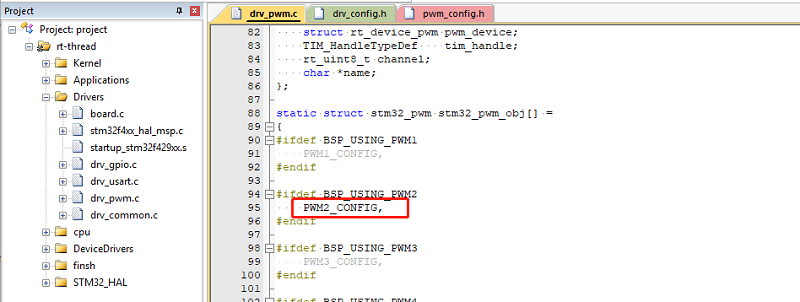 Project
Project: project
rt-thread
Kernel
Applications
Drivers
board.c
stm32f4xx_hal_msp.c
startup_stm32f429xx.s
drv_gpio.c
drv_usart.c
drv_pwm.c
drv_common.c
cpu
DeviceDrivers
finsh
STM32_HAL
drv_pwm.c drv_config.h pwm_config.h
82 struct rt_device_pwm pwm_device;
83 TIM_HandleTypeDef tim_handle;
84 rt_uint8_t channel;
85 char *name;
86 };
87
88 static struct stm32_pwm stm32_pwm_obj[] =
89 {
90 #ifdef BSP_USING_PWM1
91 PWM1_CONFIG,
92 #endif
93
94 #ifdef BSP_USING_PWM2
95 PWM2_CONFIG,
96 #endif
97
98 #ifdef BSP_USING_PWM3
99 PWM3_CONFIG,
100 #endif
101
102 #ifdef BSP_USING_PWM4